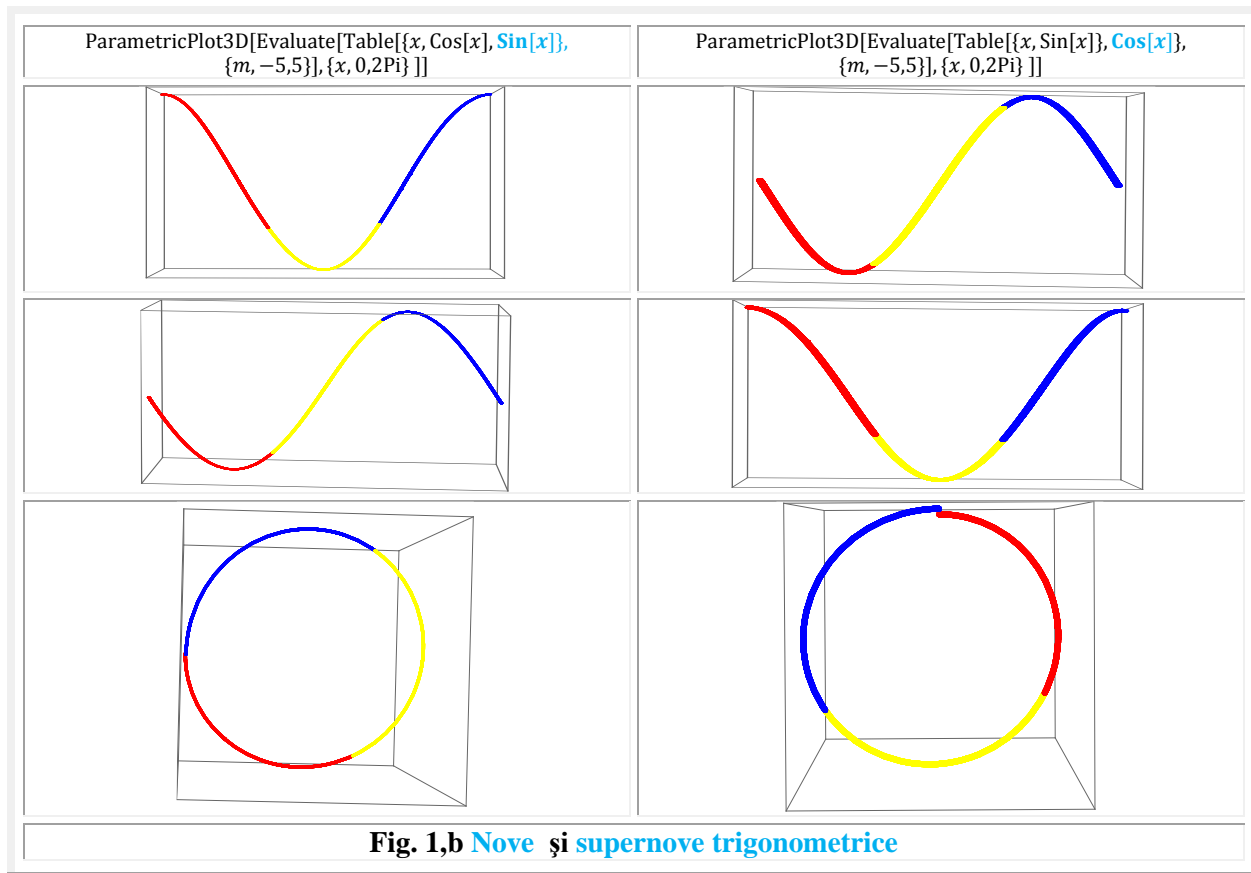 ParametricPlot3D[Evaluate[Table[{x, Cos[x], Sin[x]},
{m, −5,5}], {x, 0,2Pi} ]]
ParametricPlot3D[Evaluate[Table[{x, Sin[x]}, Cos[x]},
{m, −5,5}], {x, 0,2Pi} ]]
Fig. 1,b Nove şi supernove trigonometrice